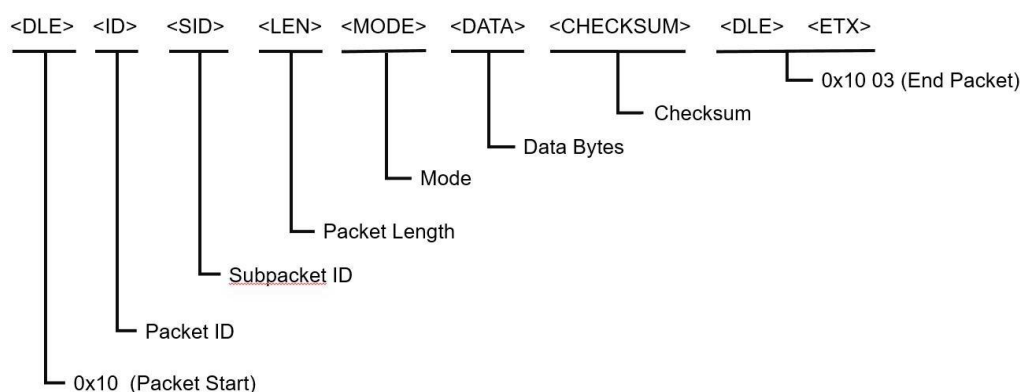 <DLE> <ID> <SID> <LEN> <MODE> <DATA> <CHECKSUM> <DLE> <ETX>
0x10 03 (End Packet)
Checksum
Data Bytes
Mode
Packet Length
Subpacket ID
Packet ID
0x10 (Packet Start)